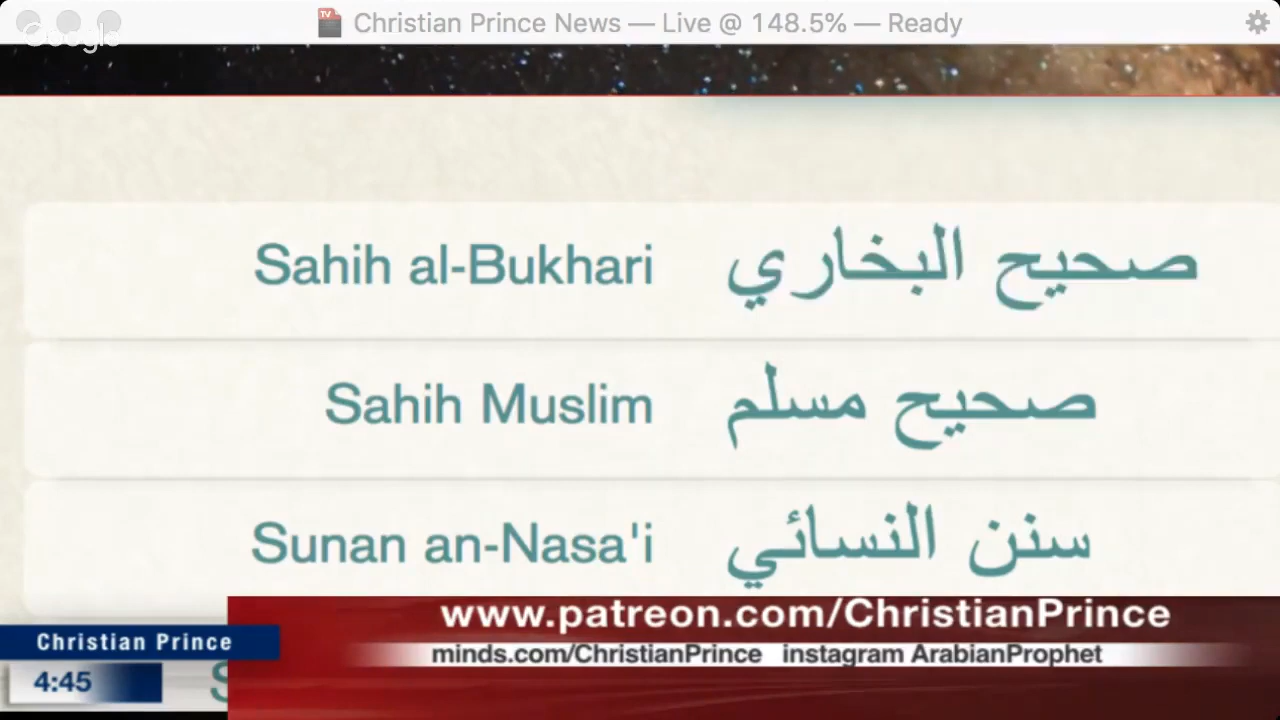 Christian Prince News — Live @ 148.5% — Ready
Google
Sahih al-Bukhari صحيح البخاري
Sahih Muslim صحيح مسلم
Sunan an-Nasa'i سنن النسائي
www.patreon.com/ChristianPrince
Christian Prince
minds.com/ChristianPrince instagram ArabianProphet
4:45